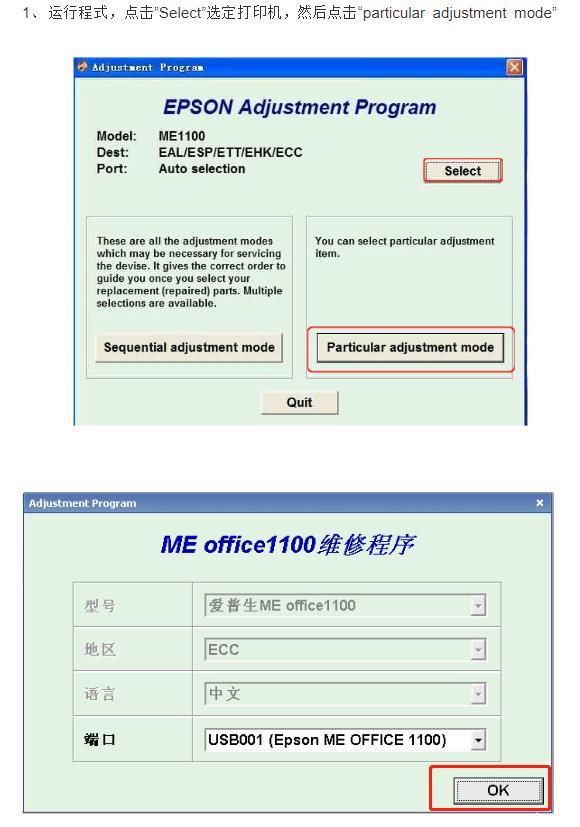 1、运行程式，点击”Select”选定打印机，然后点击“particular adjustment mode”
Adjustment Program
EPSON Adjustment Program
Model: ME1100
Dest: EAL/ESP/ETT/EHK/ECC
Port: Auto selection
Select
These are all the adjustment modes
which may be necessary for servicing
the devise. It gives the correct order to
guide you once you select your
replacement (repaired) parts. Multiple
selections are available.
Sequential adjustment mode
You can select particular adjustment
item.
Particular adjustment mode
Quit
Adjustment Program
ME office1100维修程序
型号 爱普生ME office1100
地区 ECC
语言 中文
端口 USB001 (Epson ME OFFICE 1100)
OK